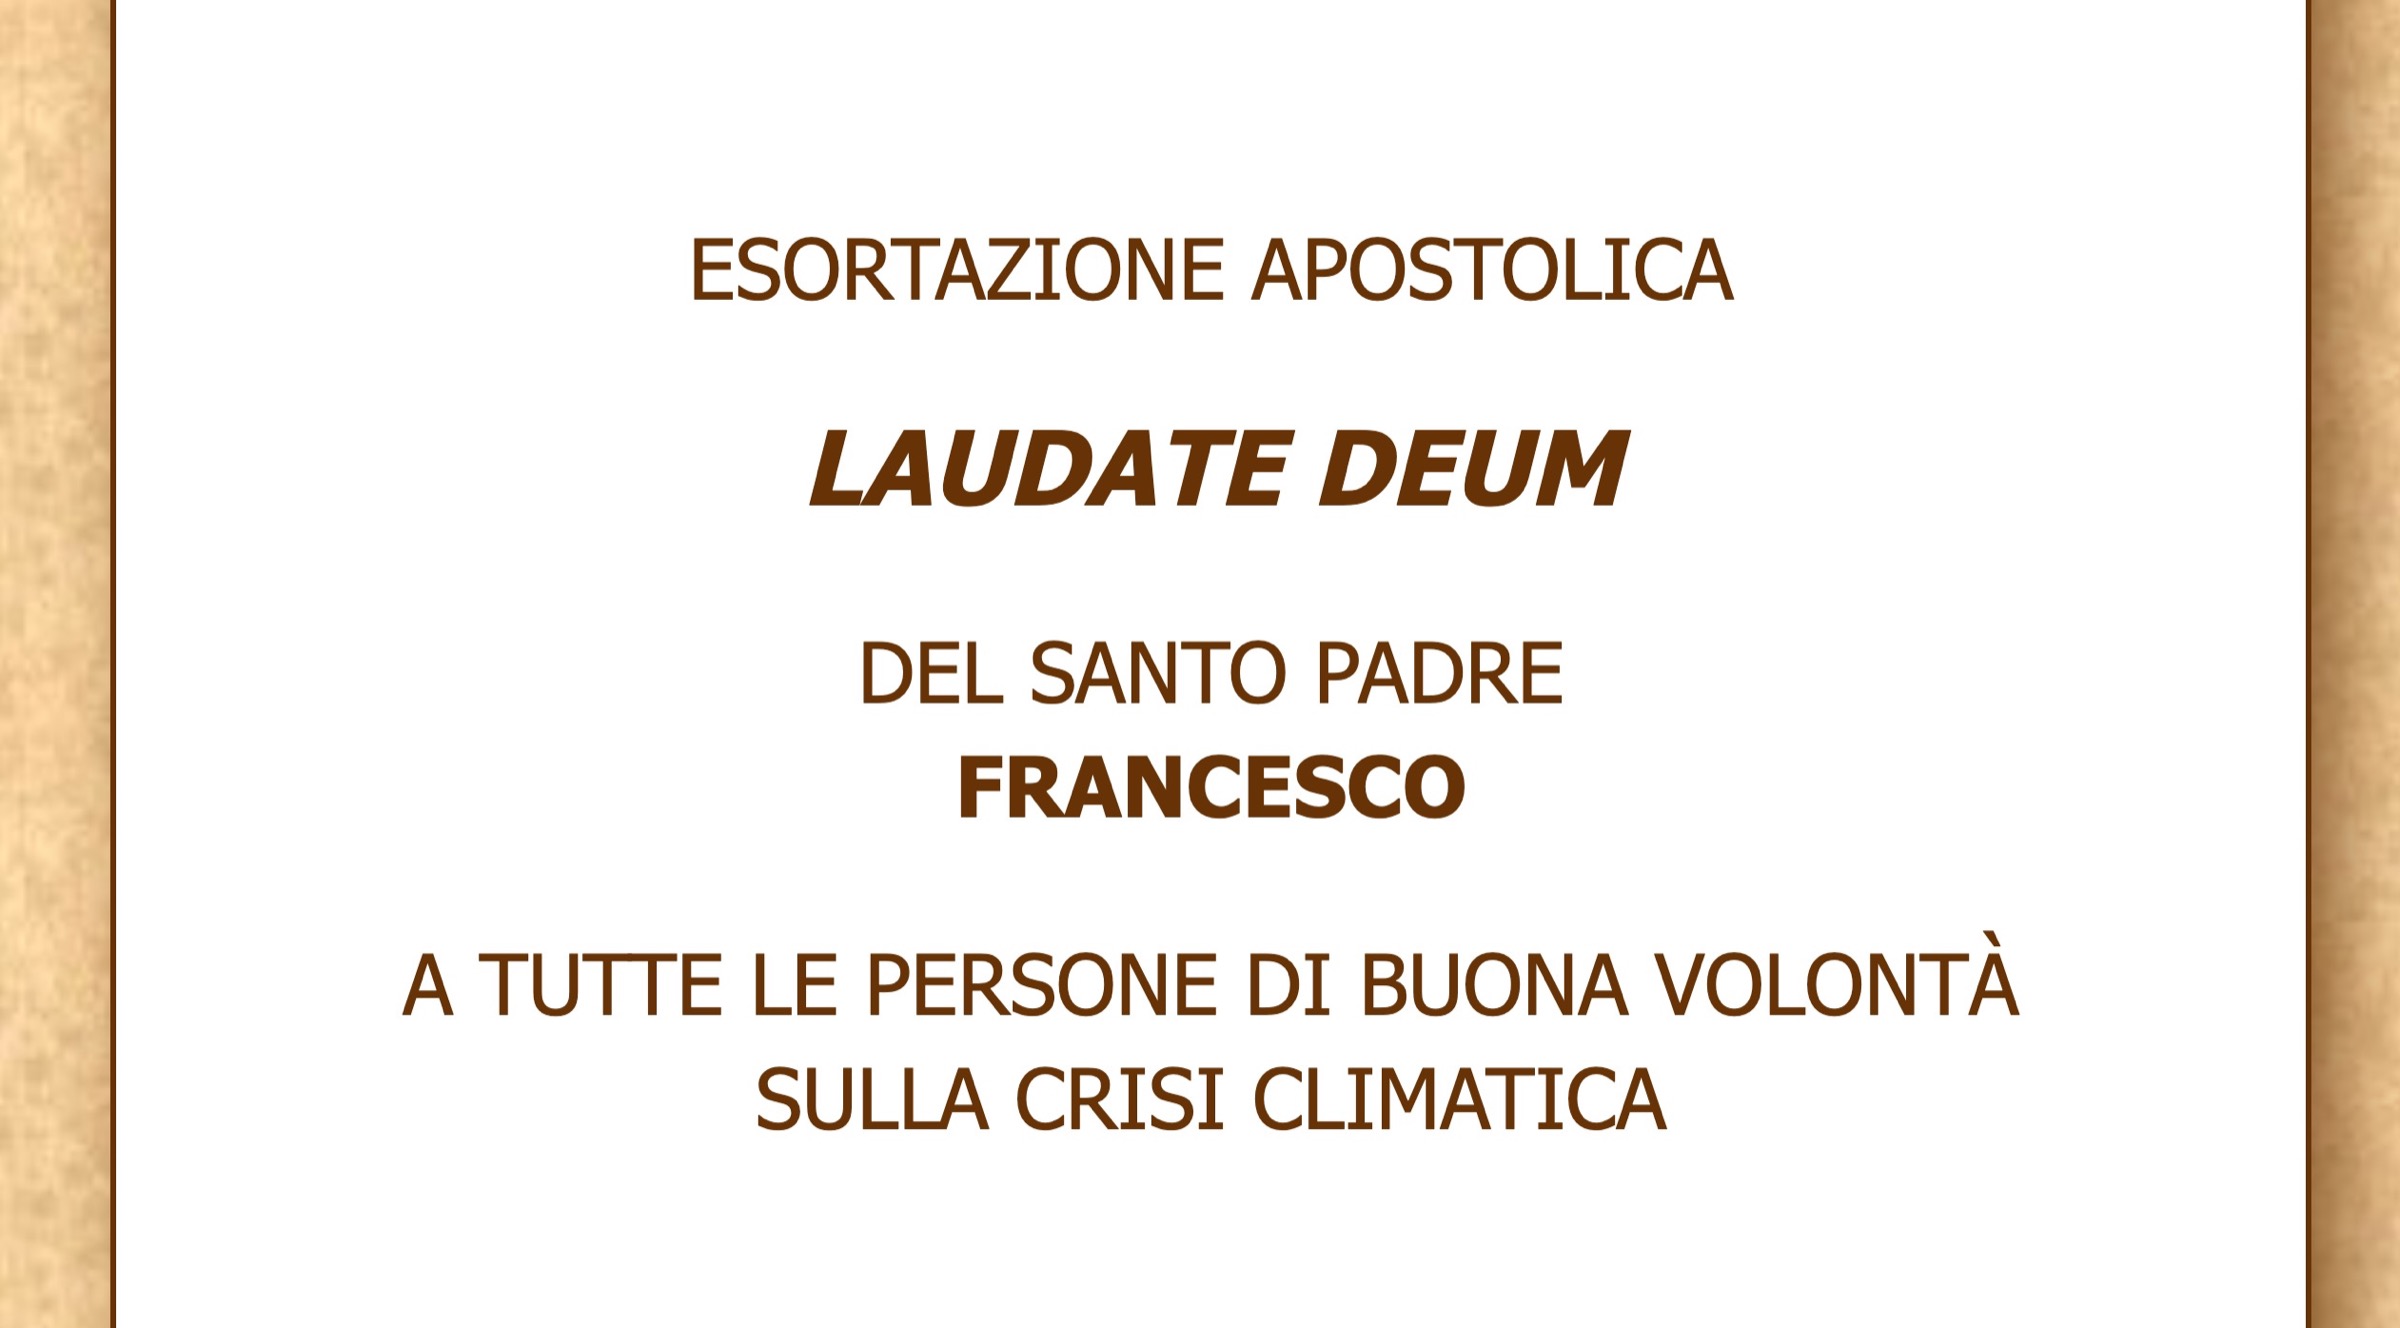 ESORTAZIONE APOSTOLICA
LAUDATE DEUM
DEL SANTO PADRE
FRANCESCO
A TUTTE LE PERSONE DI BUONA VOLONTÀ
SULLA CRISI CLIMATICA